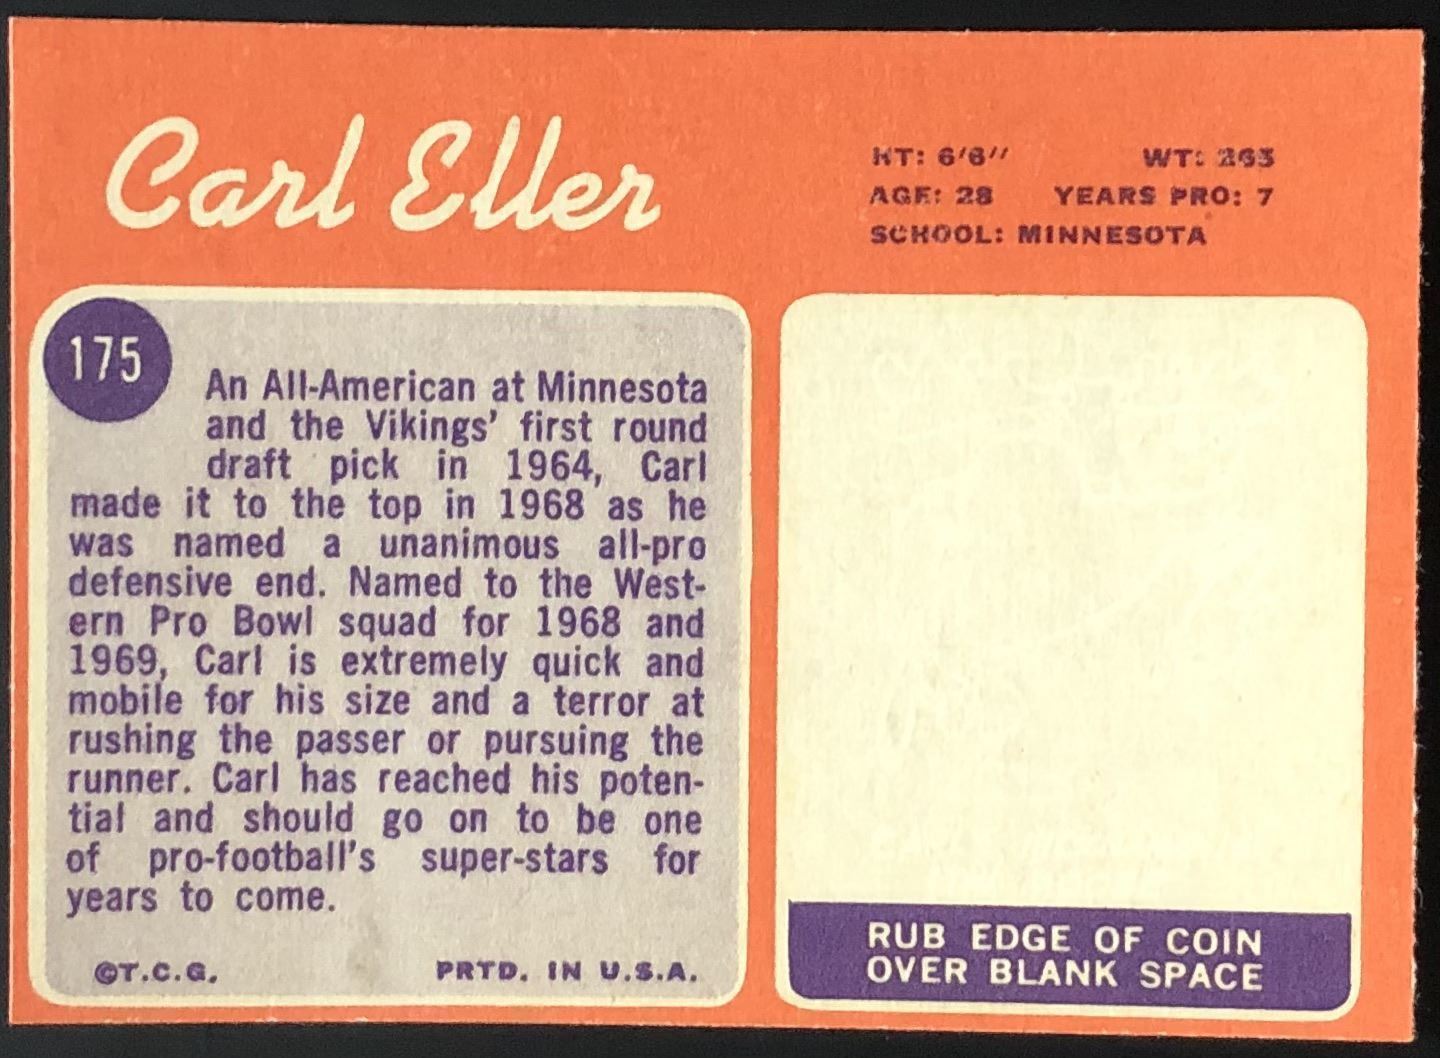 Carl Eller
HT: 6'6" WT: 265
AGE: 28 YEARS PRO: 7
SCHOOL: MINNESOTA
175
An All-American at Minnesota
and the Vikings' first round
draft pick in 1964, Carl
made it to the top in 1968 as he
was named a unanimous all-pro
defensive end. Named to the West-
ern Pro Bowl squad for 1968 and
1969, Carl is extremely quick and
mobile for his size and a terror at
rushing the passer or pursuing the
runner. Carl has reached his poten-
tial and should go on to be one
of pro-football's super-stars for
years to come.
©T.C.G. PRTD. IN U.S.A.
RUB EDGE OF COIN
OVER BLANK SPACE